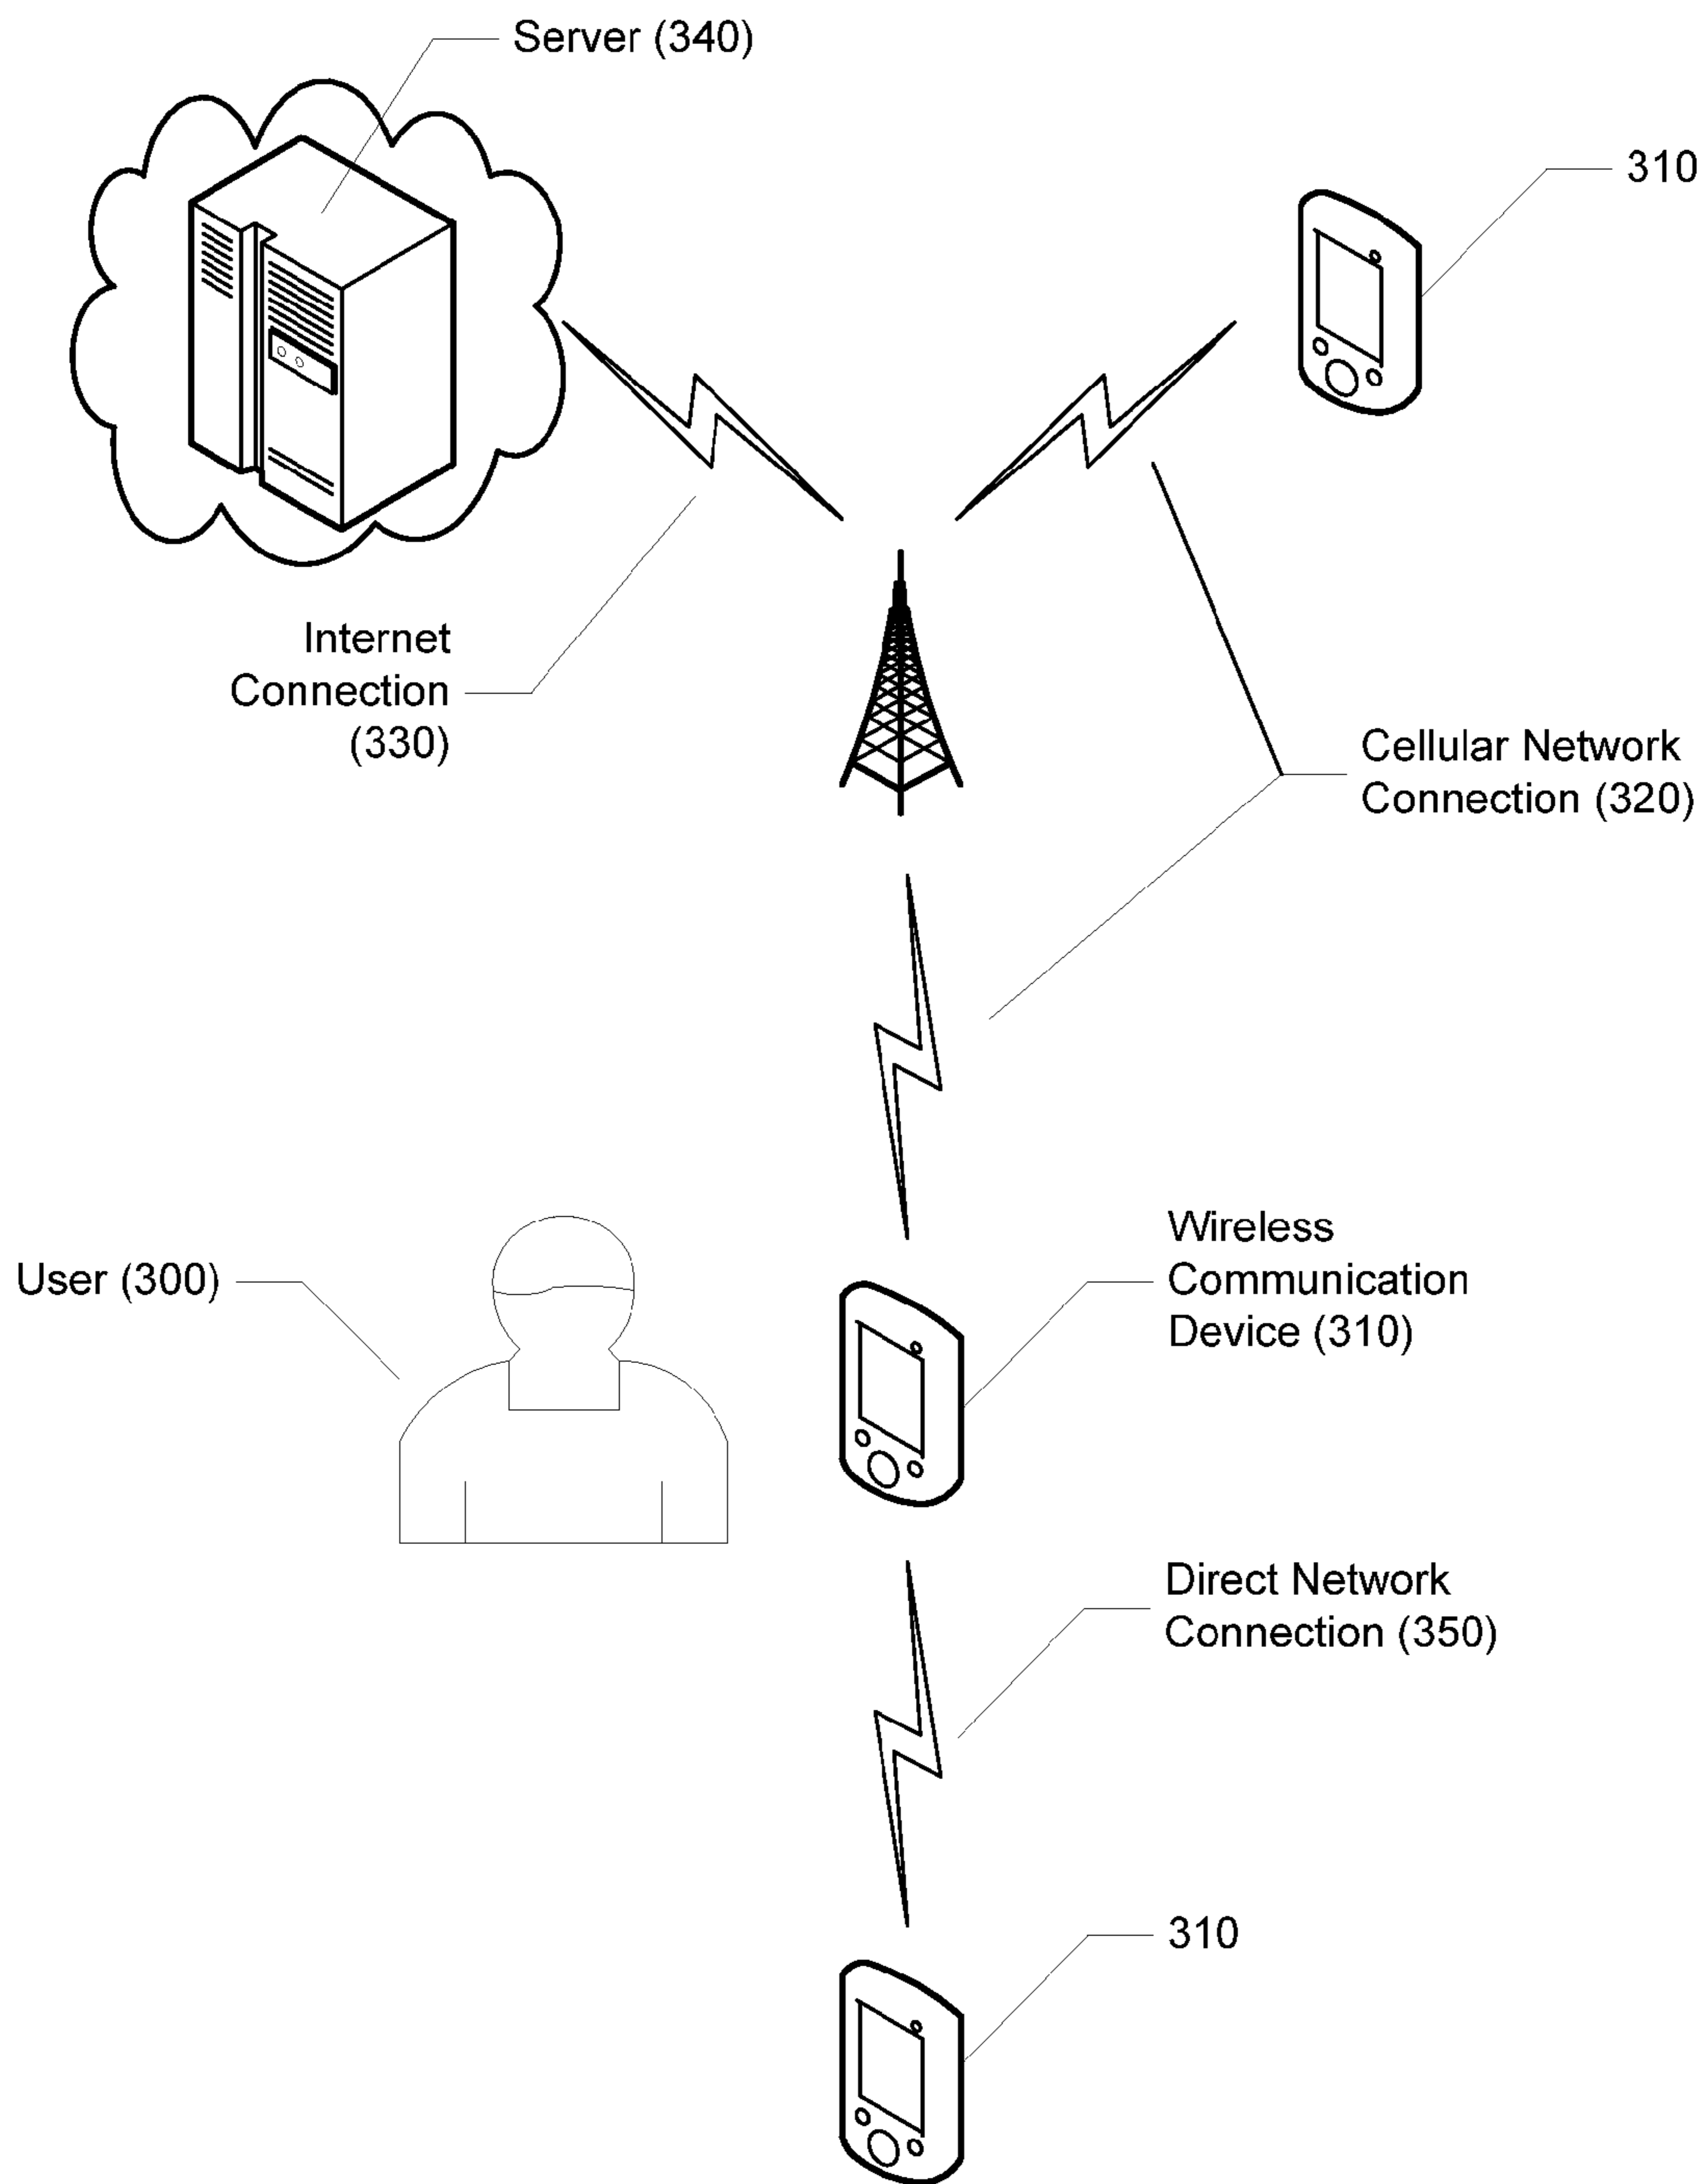 Server (340)
310
Internet
Connection
(330)
Cellular Network
Connection (320)
User (300)
Wireless
Communication
Device (310)
Direct Network
Connection (350)
310